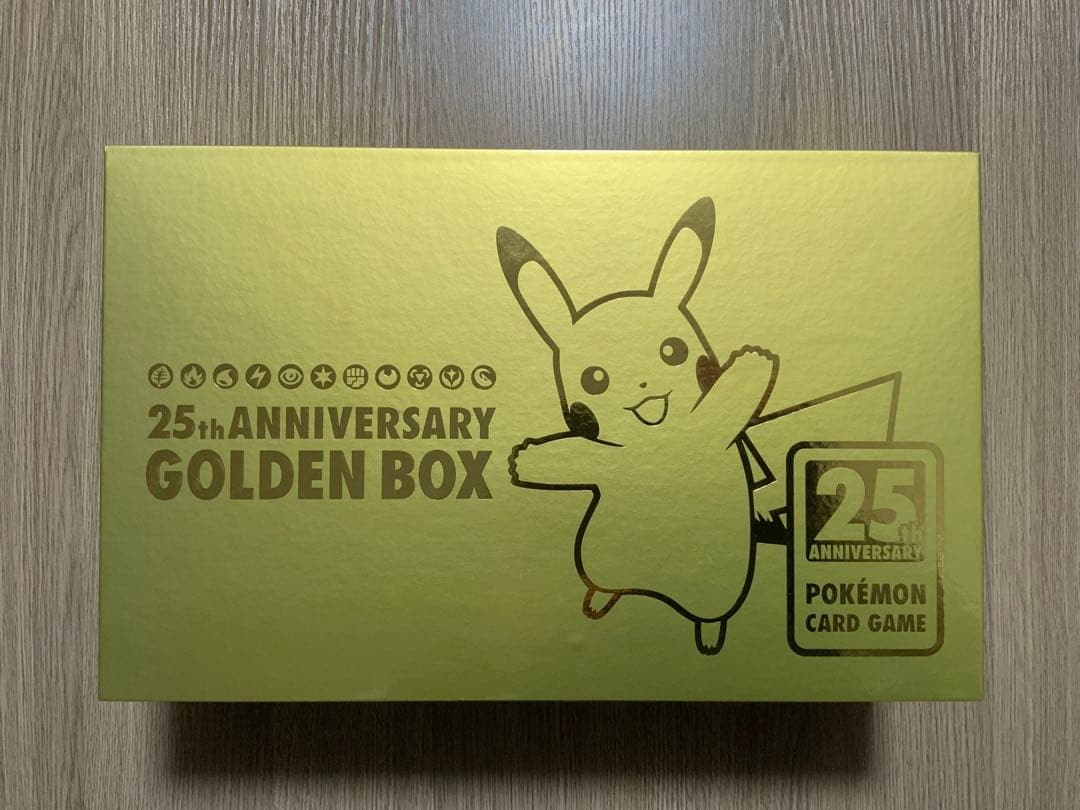 25th ANNIVERSARY
GOLDEN BOX
25th
ANNIVERSARY
POKÉMON
CARD GAME